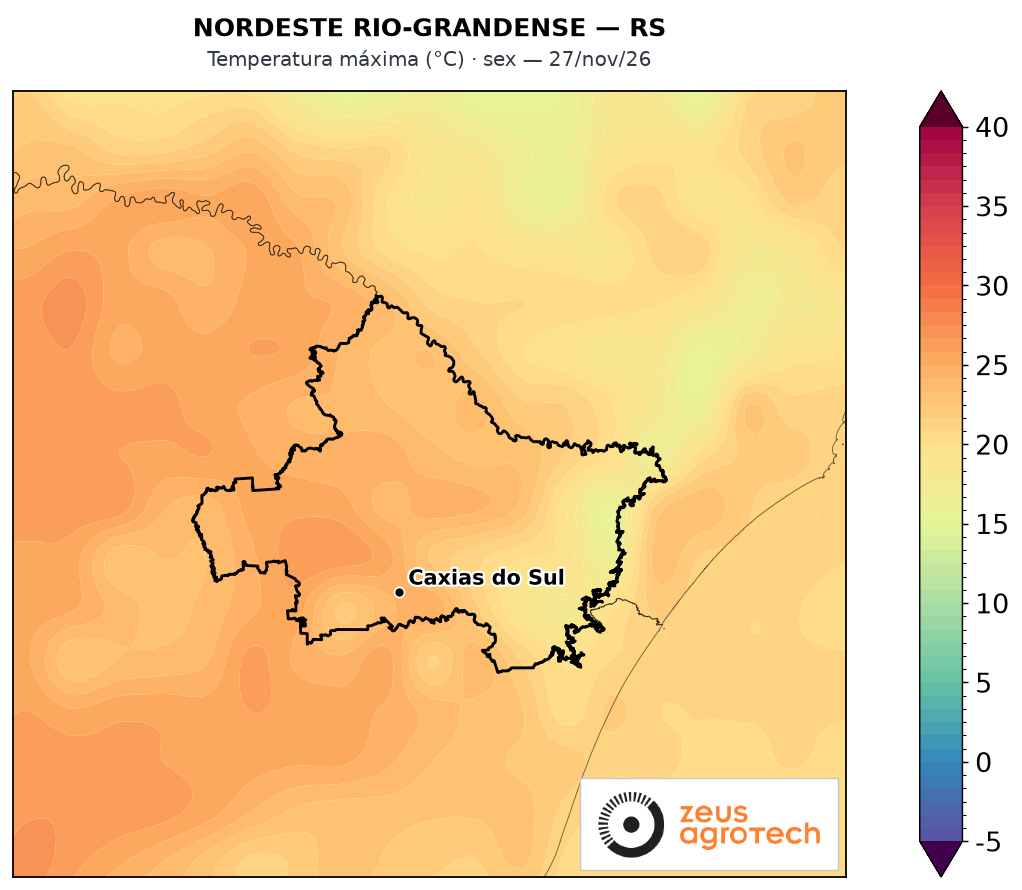 NORDESTE RIO-GRANDENSE — RS
Temperatura máxima (°C) · sex — 27/nov/26
40
35
30
25
20
15
10
5
0
-5
Caxias do Sul
zeus
agrotech